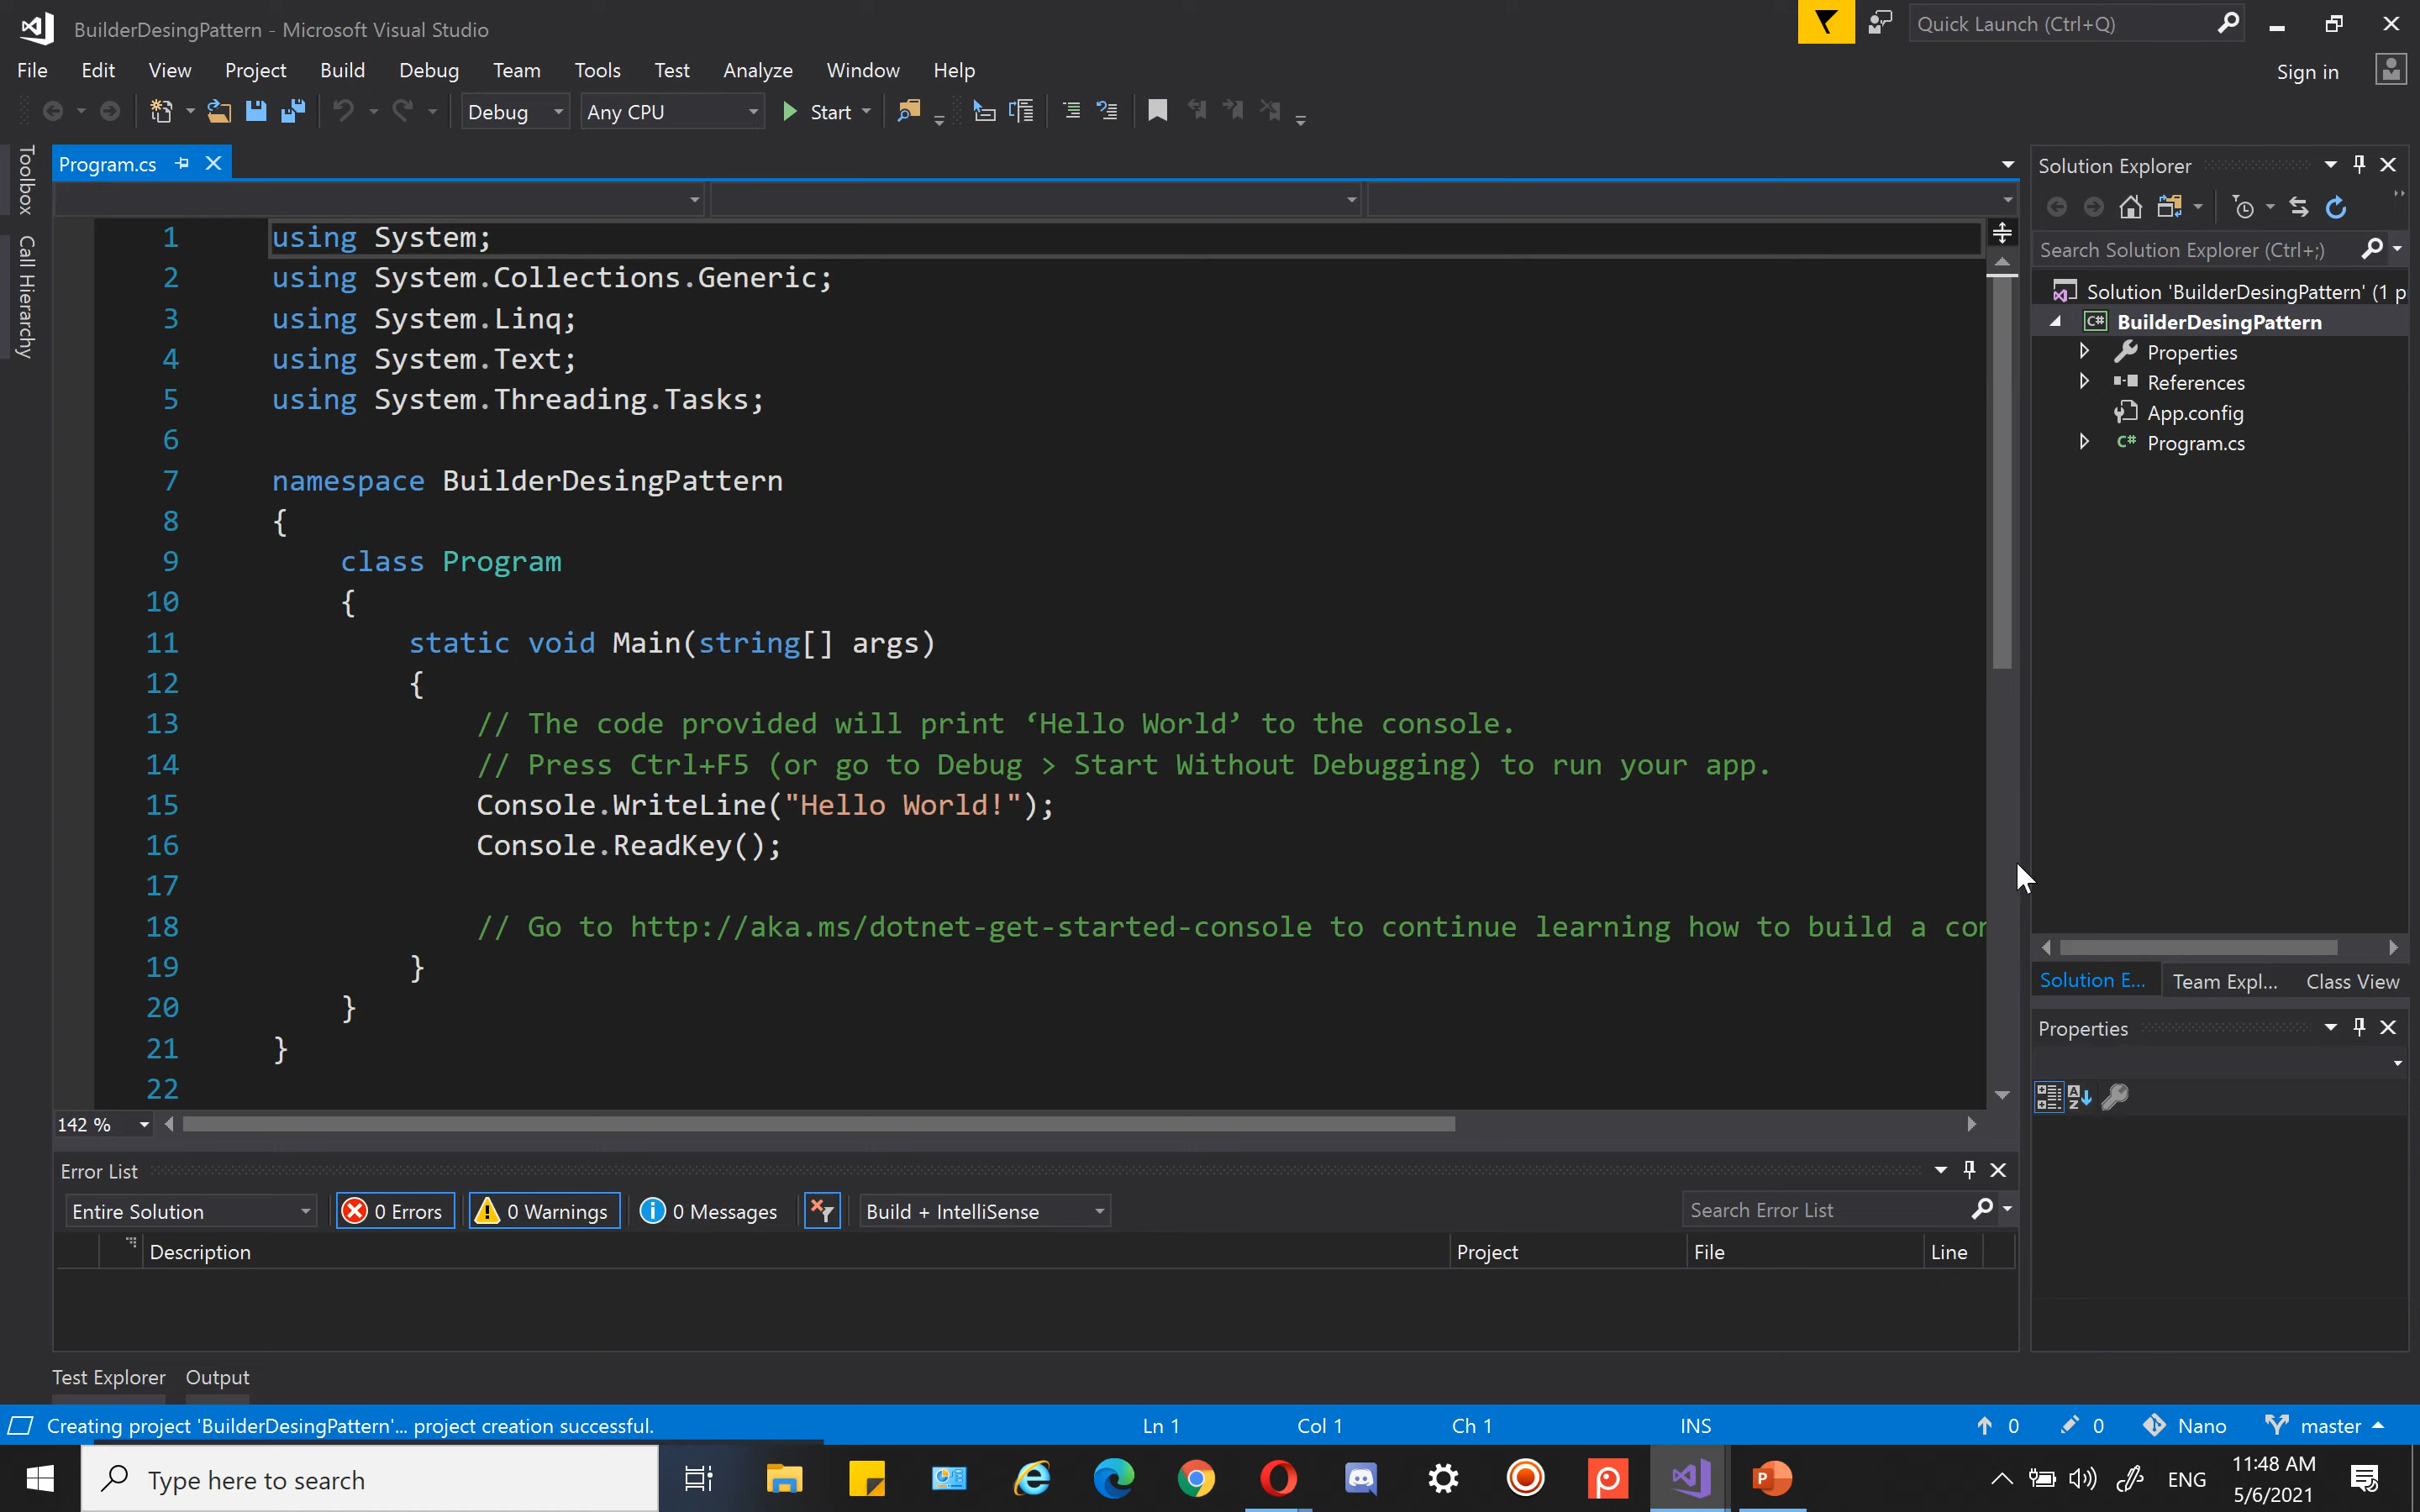 BuilderDesingPattern - Microsoft Visual Studio
Quick Launch (Ctrl+Q)
File Edit View Project Build Debug Team Tools Test Analyze Window Help
Sign in
Debug Any CPU Start
Toolbox
Call Hierarchy
Program.cs
1 using System;
2 using System.Collections.Generic;
3 using System.Linq;
4 using System.Text;
5 using System.Threading.Tasks;
6
7 namespace BuilderDesingPattern
8 {
9 class Program
10 {
11 static void Main(string[] args)
12 {
13 // The code provided will print ‘Hello World’ to the console.
14 // Press Ctrl+F5 (or go to Debug > Start Without Debugging) to run your app.
15 Console.WriteLine("Hello World!");
16 Console.ReadKey();
17
18 // Go to http://aka.ms/dotnet-get-started-console to continue learning how to build a cor
19 }
20 }
21 }
22
142 %
Solution Explorer
Search Solution Explorer (Ctrl+;)
Solution 'BuilderDesingPattern' (1 p
C# BuilderDesingPattern
Properties
References
App.config
C# Program.cs
Solution E... Team Expl... Class View
Properties
Error List
Entire Solution 0 Errors 0 Warnings 0 Messages Build + IntelliSense Search Error List
Description Project File Line
Test Explorer Output
Creating project 'BuilderDesingPattern'... project creation successful. Ln 1 Col 1 Ch 1 INS 0 0 Nano master
Type here to search
ENG
11:48 AM
5/6/2021